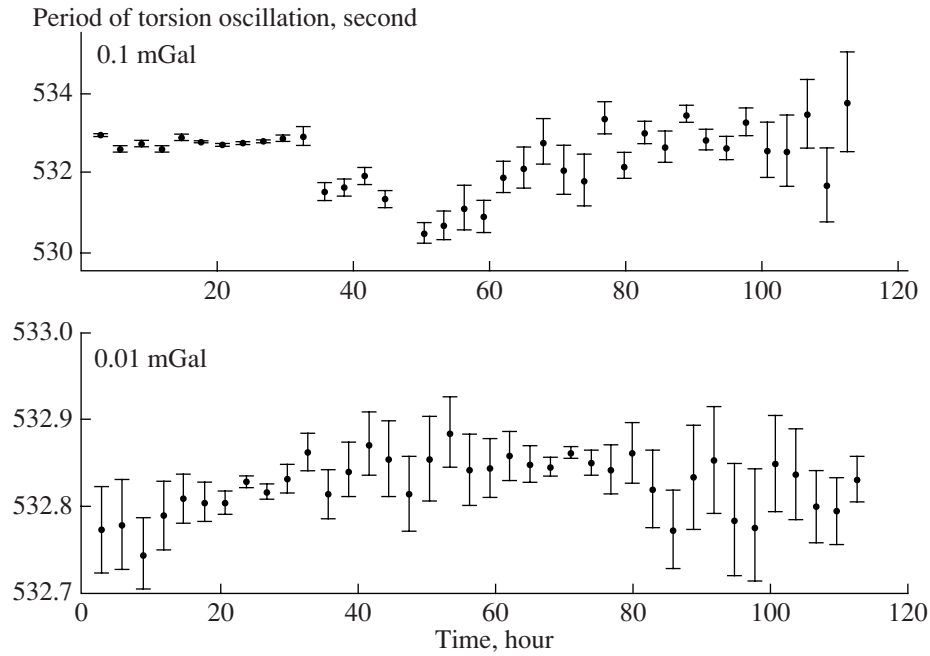 Period of torsion oscillation, second
0.1 mGal
534
532
530
20 40 60 80 100 120
533.0
0.01 mGal
532.9
532.8
532.7
0 20 40 60 80 100 120
Time, hour